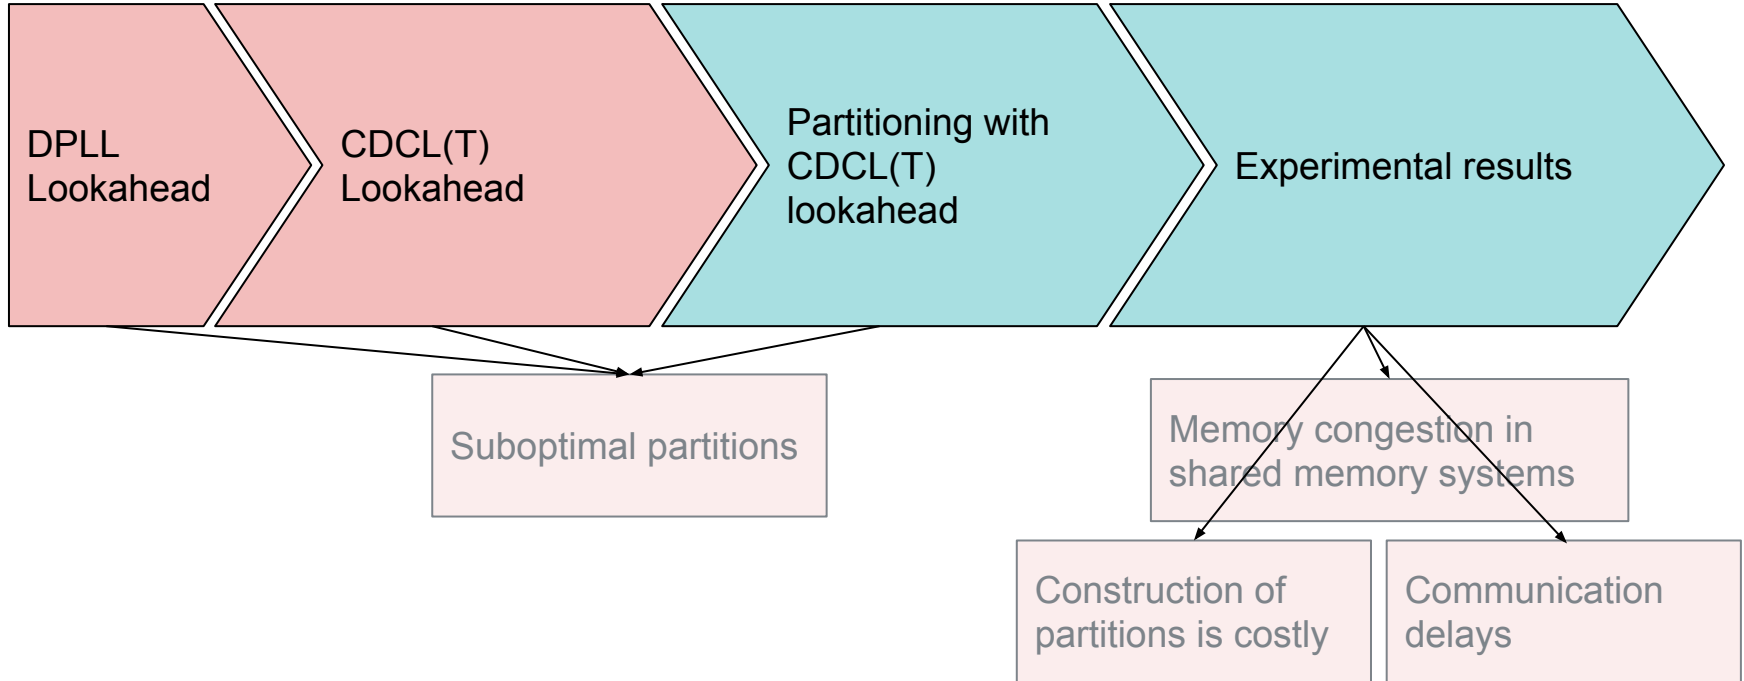 DPLL
Lookahead
CDCL(T)
Lookahead
Partitioning with
CDCL(T)
lookahead
Experimental results
Suboptimal partitions
Memory congestion in
shared memory systems
Construction of
partitions is costly
Communication
delays